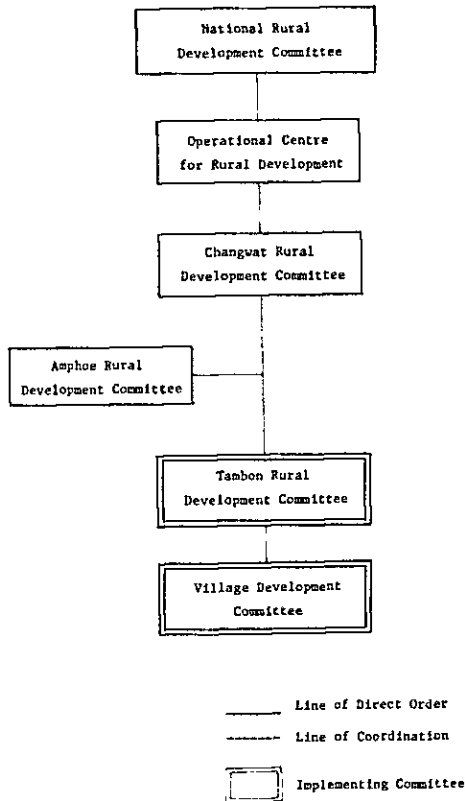 National Rural
Development Committee
Operational Centre
for Rural Development
Changwat Rural
Development Committee
Amphoe Rural
Development Committee
Tambon Rural
Development Committee
Village Development
Committee
Line of Direct Order
Line of Coordination
Implementing Committee